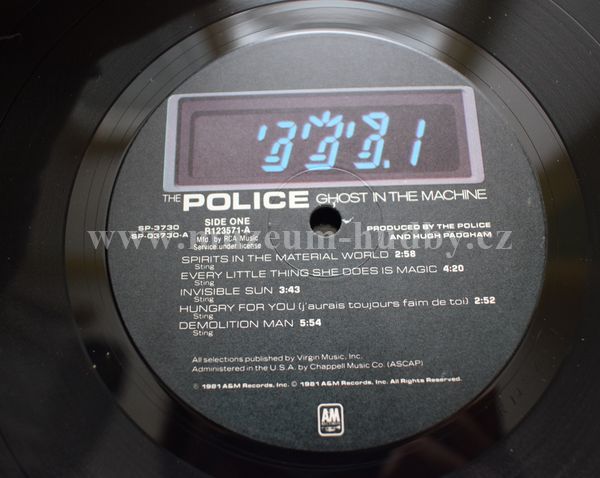 THE POLICE GHOST IN THE MACHINE
SP-3730
SP-03730-A
SIDE ONE
R123571-A
Mfd. by RCA Music
Service under license
PRODUCED BY THE POLICE
AND HUGH PADGHAM
www.muzeum-hudby.cz
SPIRITS IN THE MATERIAL WORLD 2:58
Sting
EVERY LITTLE THING SHE DOES IS MAGIC 4:20
Sting
INVISIBLE SUN 3:43
Sting
HUNGRY FOR YOU (j'aurais toujours faim de toi) 2:52
Sting
DEMOLITION MAN 5:54
Sting
All selections published by Virgin Music, Inc.
Administered in the U.S.A. by Chappell Music Co. (ASCAP)
℗ 1981 A&M Records, Inc. © 1981 A&M Records, Inc. All Rights Reserved.
A&M